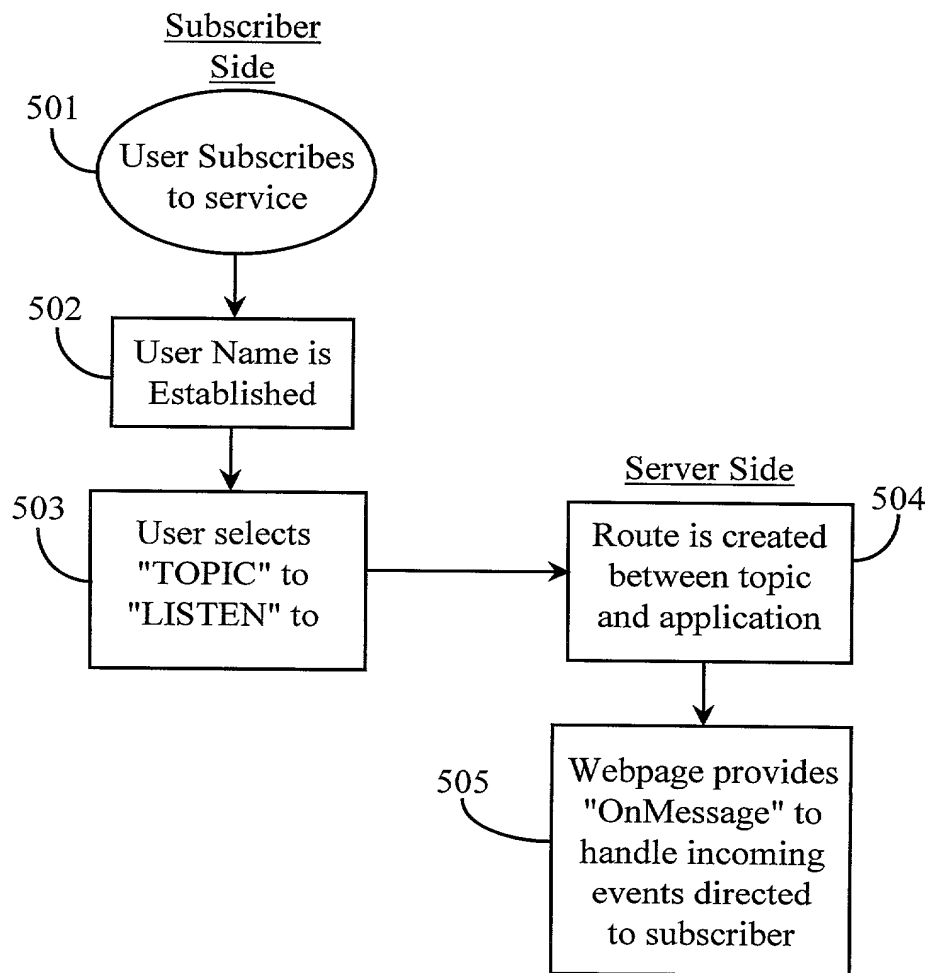 Subscriber
Side
501
User Subscribes
to service
502
User Name is
Established
503
User selects
"TOPIC" to
"LISTEN" to
Server Side
504
Route is created
between topic
and application
505
Webpage provides
"OnMessage" to
handle incoming
events directed
to subscriber